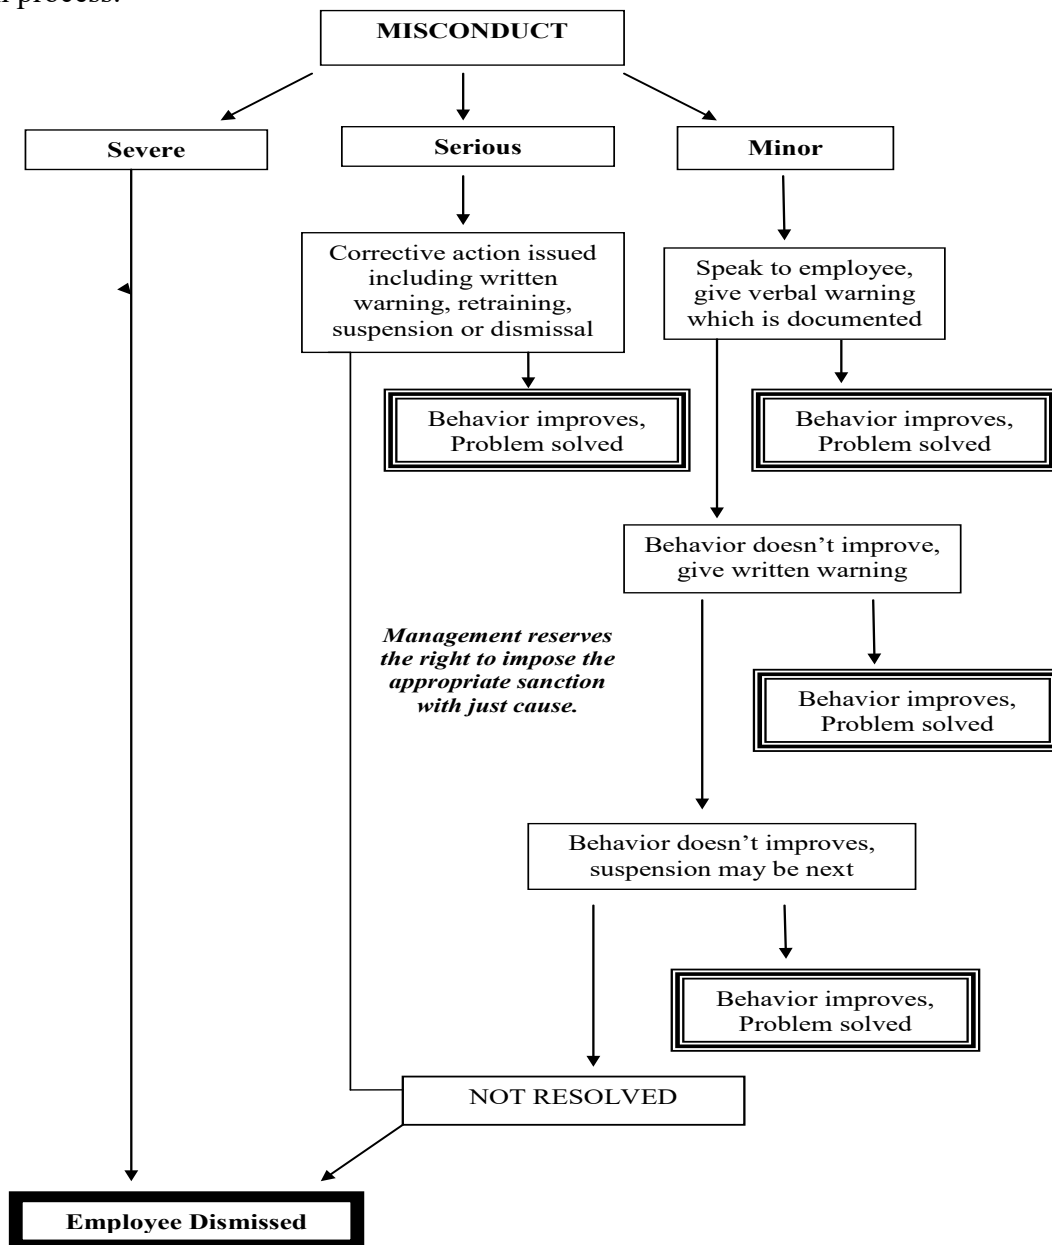 process.
MISCONDUCT
Severe
Serious
Minor
Corrective action issued
including written
warning, retraining,
suspension or dismissal
Speak to employee,
give verbal warning
which is documented
Behavior improves,
Problem solved
Behavior improves,
Problem solved
Behavior doesn’t improve,
give written warning
Management reserves
the right to impose the
appropriate sanction
with just cause.
Behavior improves,
Problem solved
Behavior doesn’t improves,
suspension may be next
Behavior improves,
Problem solved
NOT RESOLVED
Employee Dismissed